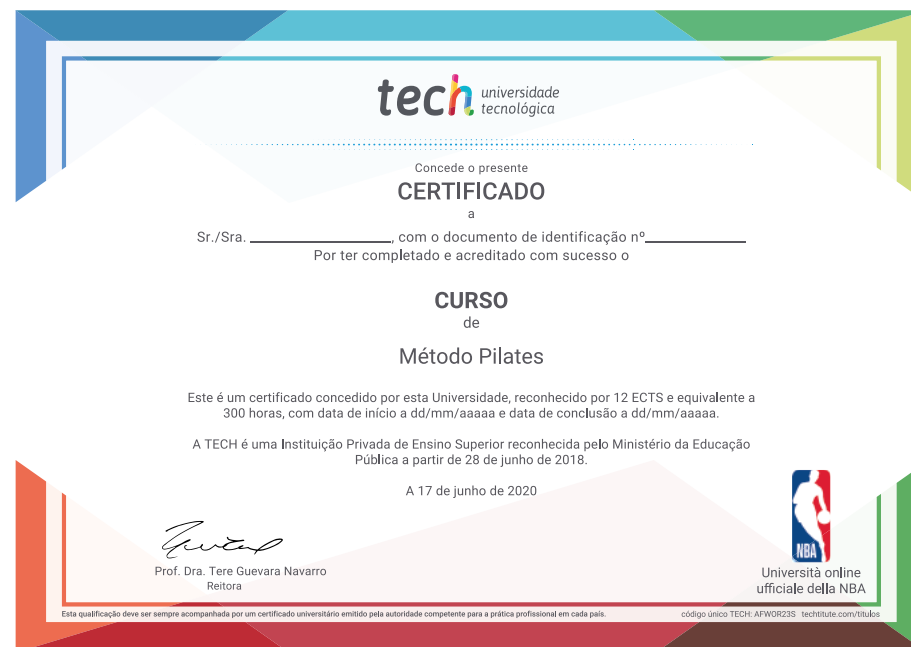 tech universidade
tecnológica
Concede o presente
CERTIFICADO
a
Sr./Sra. ____________________, com o documento de identificação nº______________
Por ter completado e acreditado com sucesso o
CURSO
de
Método Pilates
Este é um certificado concedido por esta Universidade, reconhecido por 12 ECTS e equivalente a
300 horas, com data de início a dd/mm/aaaaa e data de conclusão a dd/mm/aaaaa.
A TECH é uma Instituição Privada de Ensino Superior reconhecida pelo Ministério da Educação
Pública a partir de 28 de junho de 2018.
A 17 de junho de 2020
Prof. Dra. Tere Guevara Navarro
Reitora
NBA
Università online
ufficiale della NBA
Esta qualificação deve ser sempre acompanhada por um certificado universitário emitido pela autoridade competente para a prática profissional em cada país.
código único TECH: AFWOR23S techtitute.com/titulos